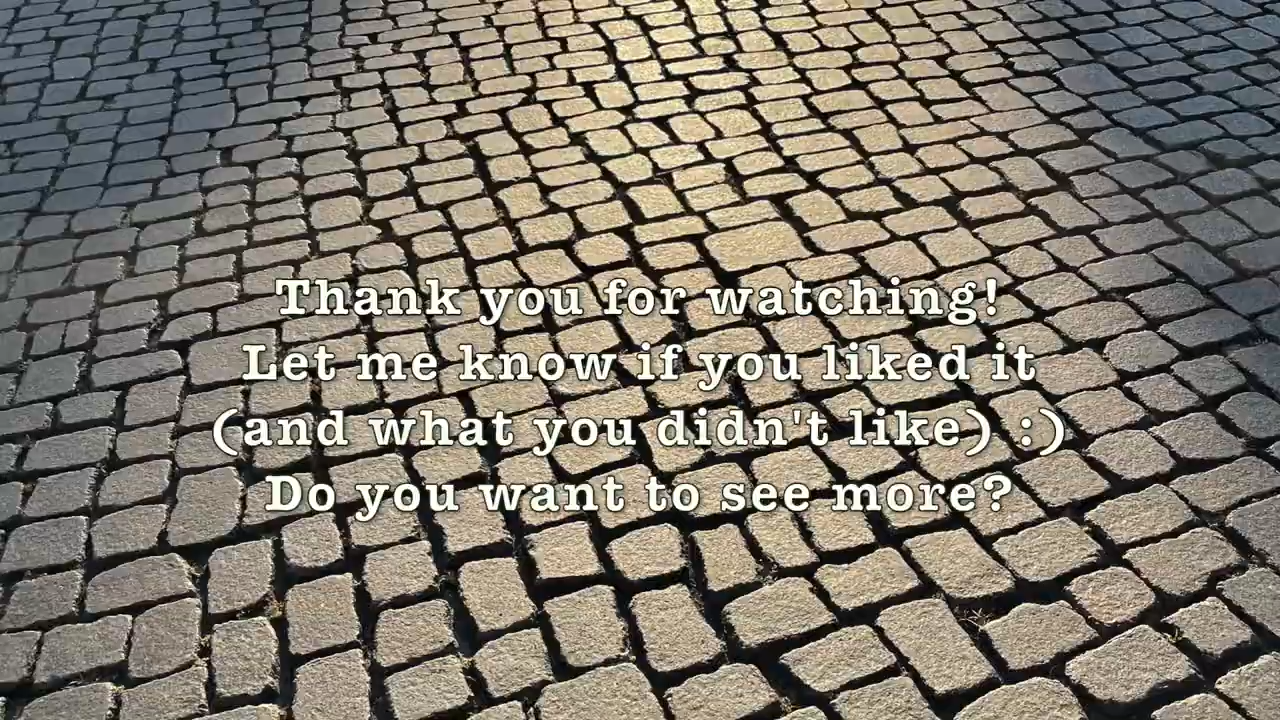 Thank you for watching!
Let me know if you liked it
(and what you didn't like) :)
Do you want to see more?